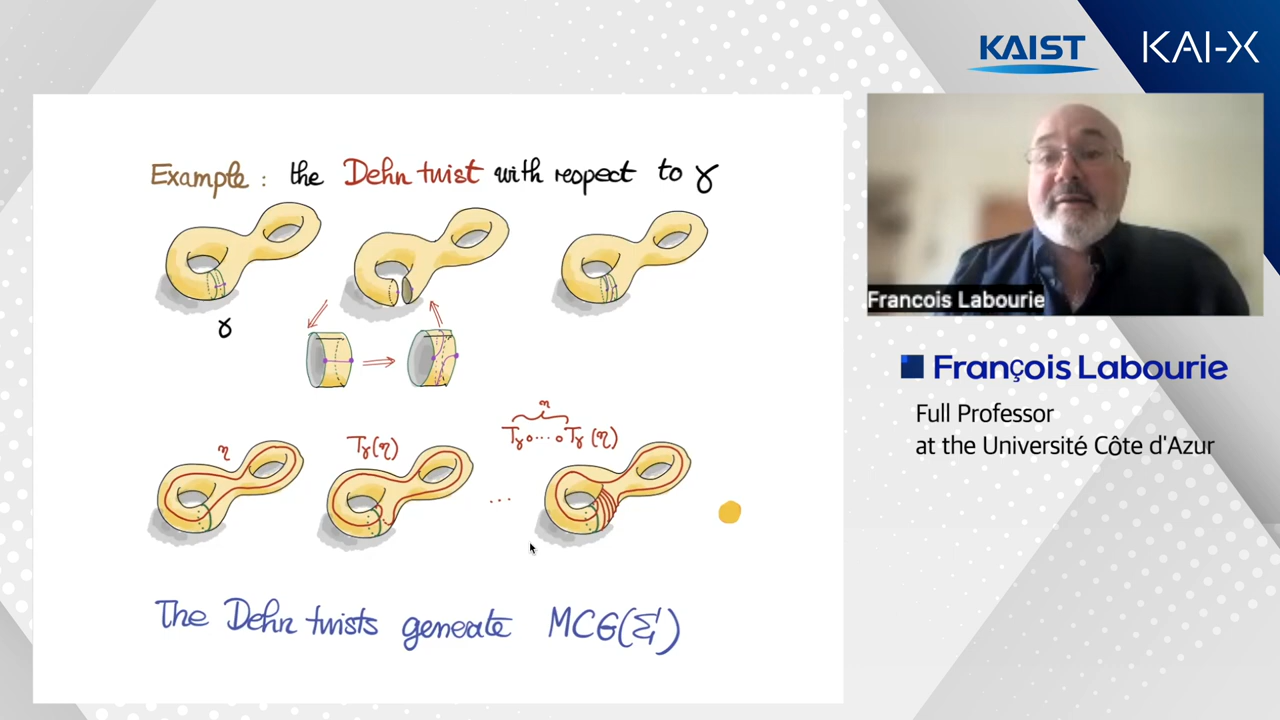 KAIST KAI-X
Example: the Dehn twist with respect to γ
γ
η
Tγ(η)
n
Tγ∘...∘Tγ(η)
...
The Dehn twists generate MCG(Σ)
Francois Labourie
François Labourie
Full Professor
at the Université Côte d'Azur